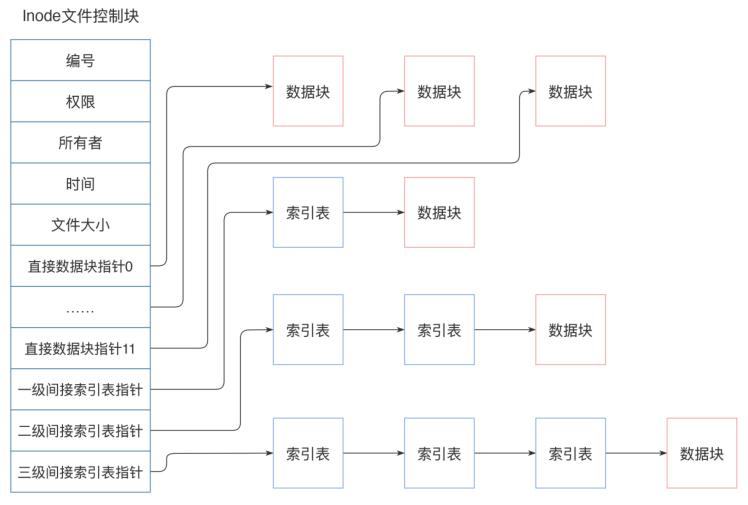 Inode文件控制块
编号
权限
所有者
时间
文件大小
直接数据块指针0
……
直接数据块指针11
一级间接索引表指针
二级间接索引表指针
三级间接索引表指针
数据块
数据块
数据块
索引表
数据块
索引表
索引表
数据块
索引表
索引表
索引表
数据块